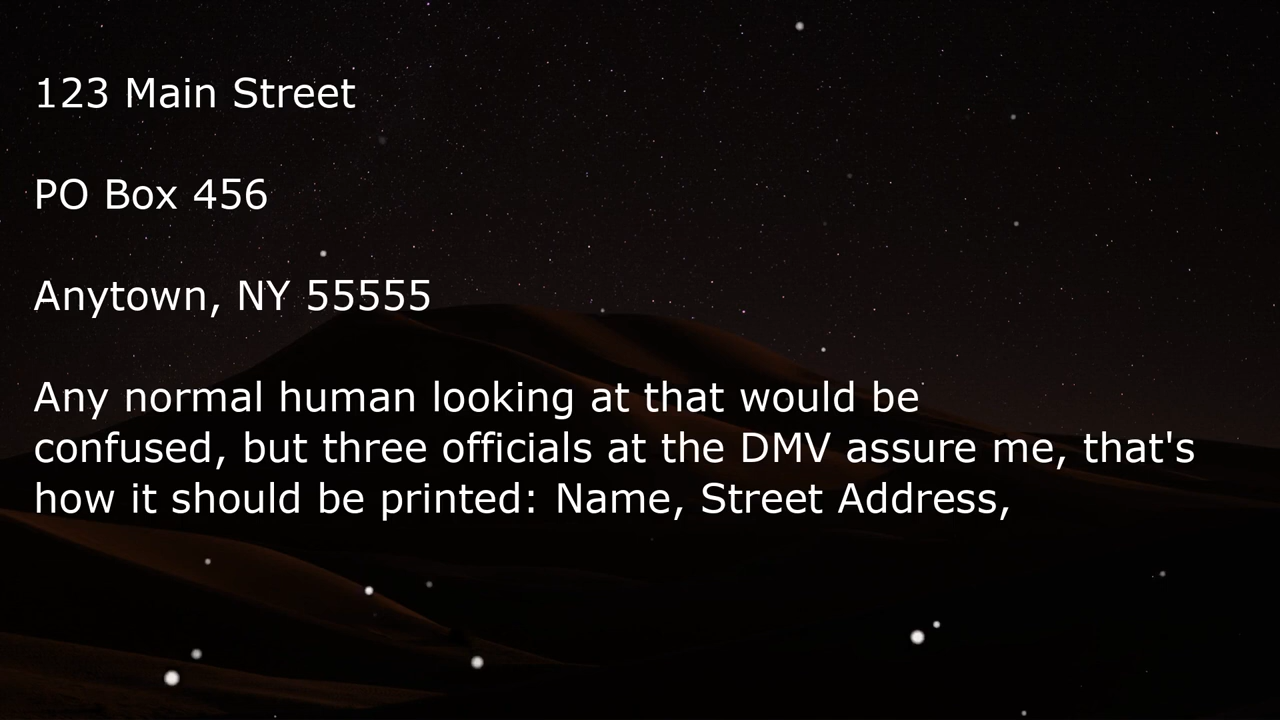 123 Main Street
PO Box 456
Anytown, NY 55555
Any normal human looking at that would be
confused, but three officials at the DMV assure me, that's
how it should be printed: Name, Street Address,